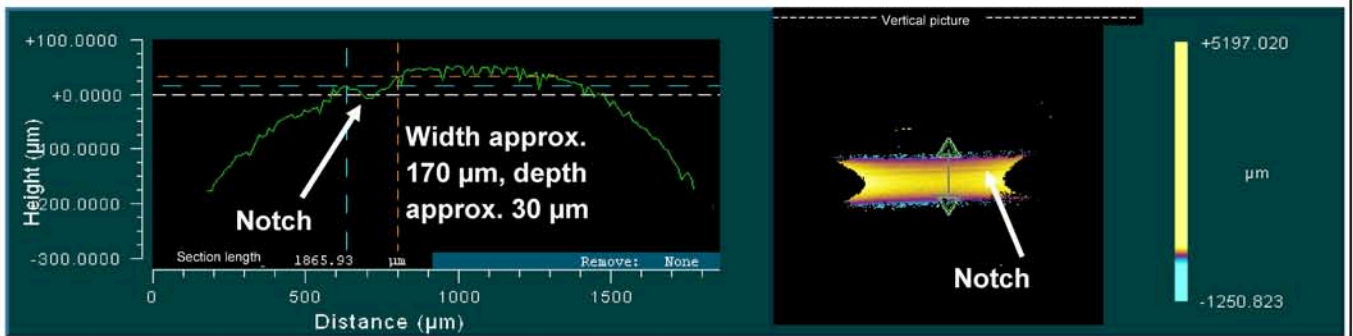 +100.0000
+0.0000
-100.0000
-200.0000
-300.0000
Height (µm)
Notch
Width approx.
170 µm, depth
approx. 30 µm
Section length 1865.93 µm
Remove: None
0 500 1000 1500
Distance (µm)
Vertical picture
Notch
+5197.020
µm
-1250.823